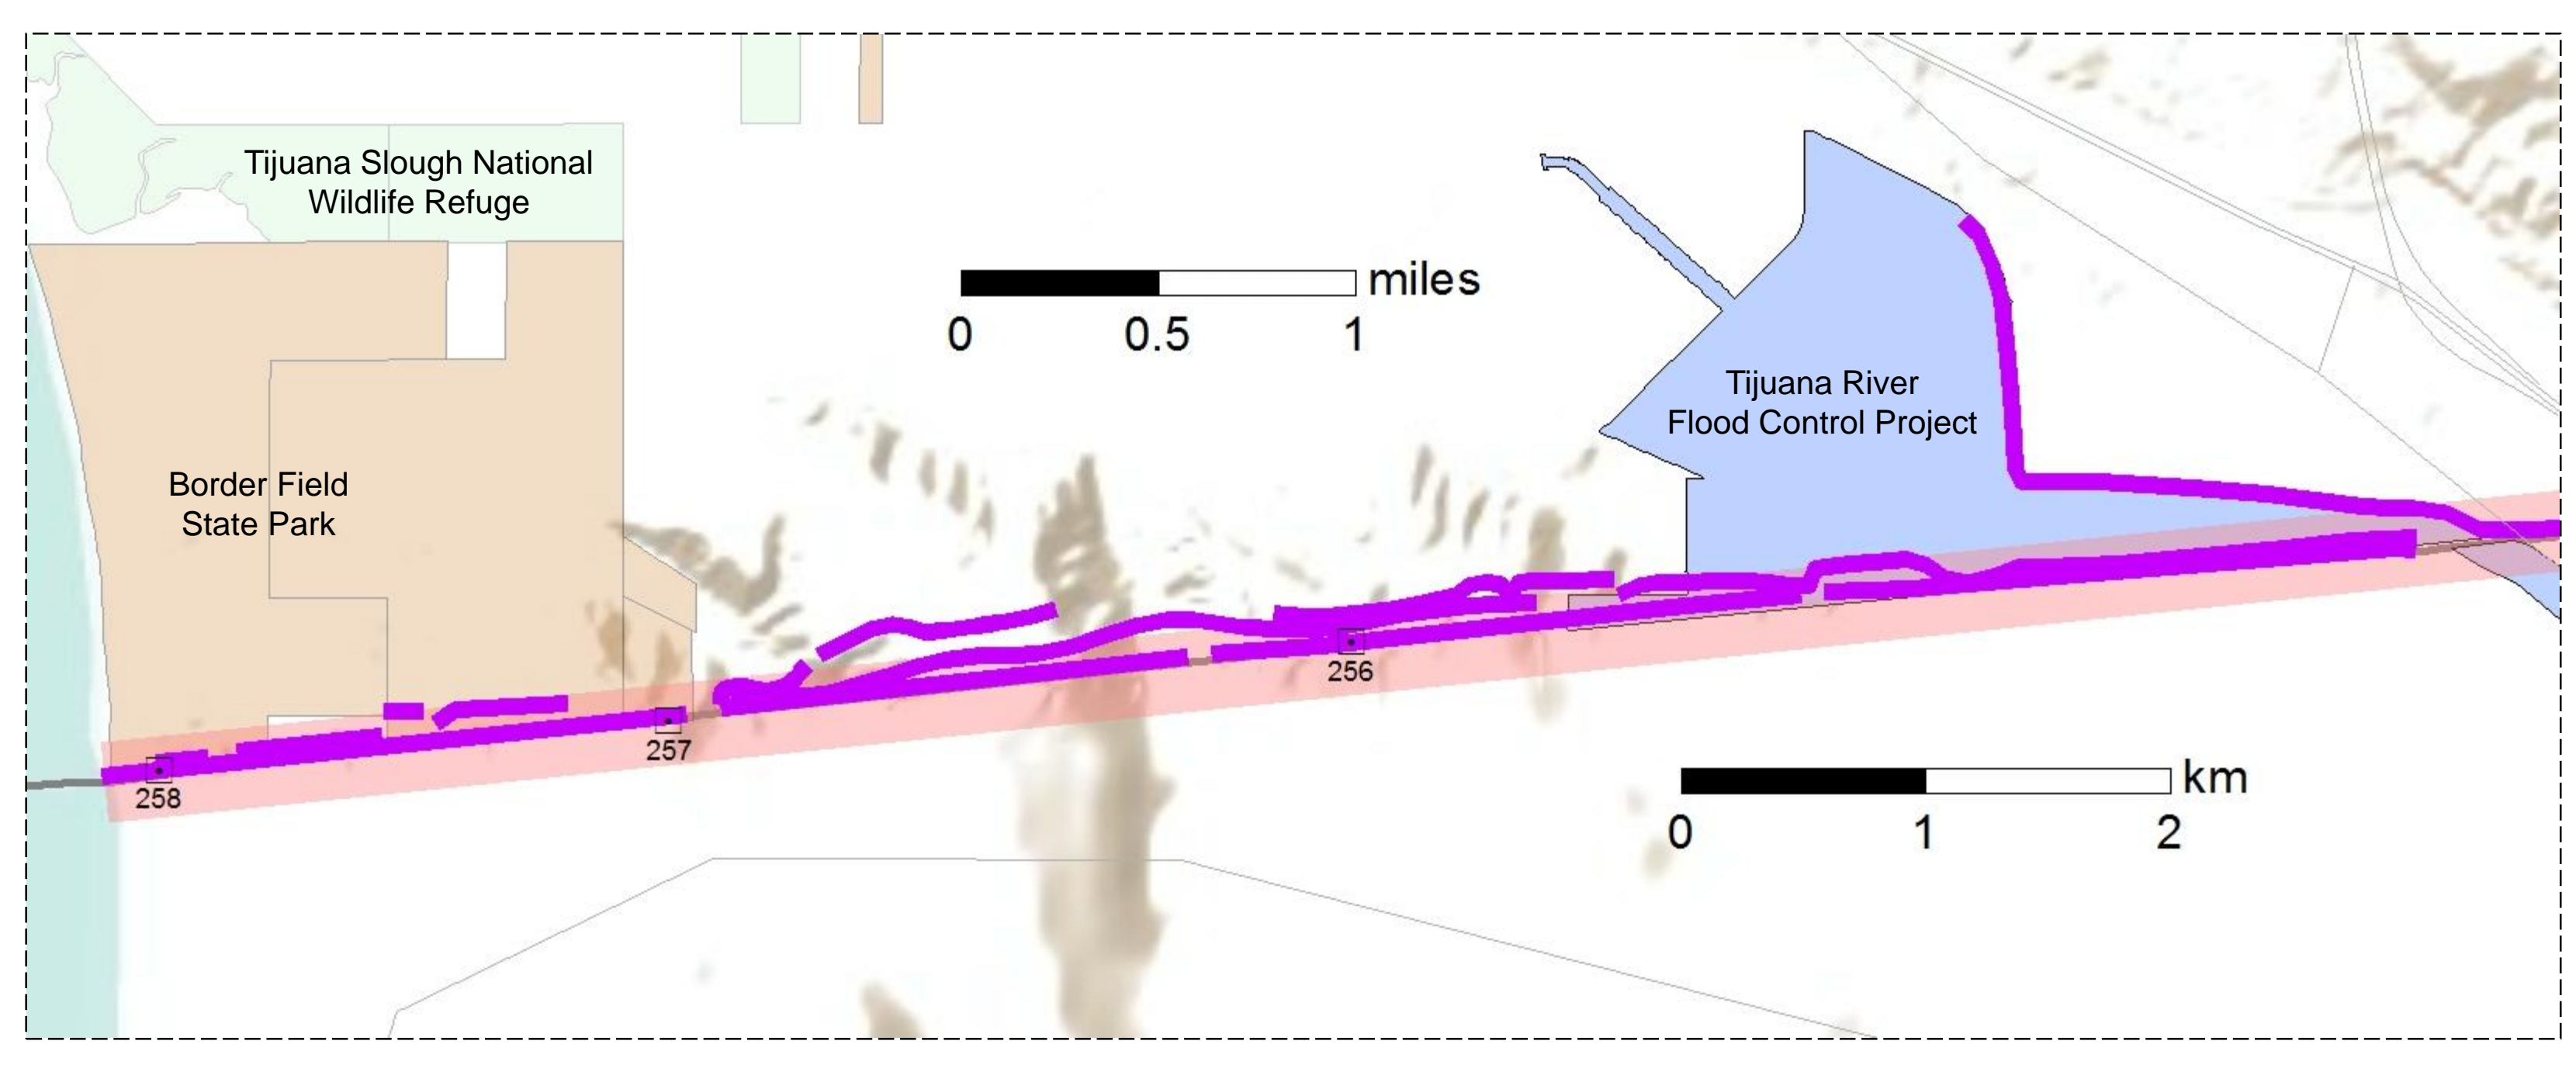 Tijuana Slough National
Wildlife Refuge
miles
0 0.5 1
Tijuana River
Flood Control Project
Border Field
State Park
256
257
258
km
0 1 2